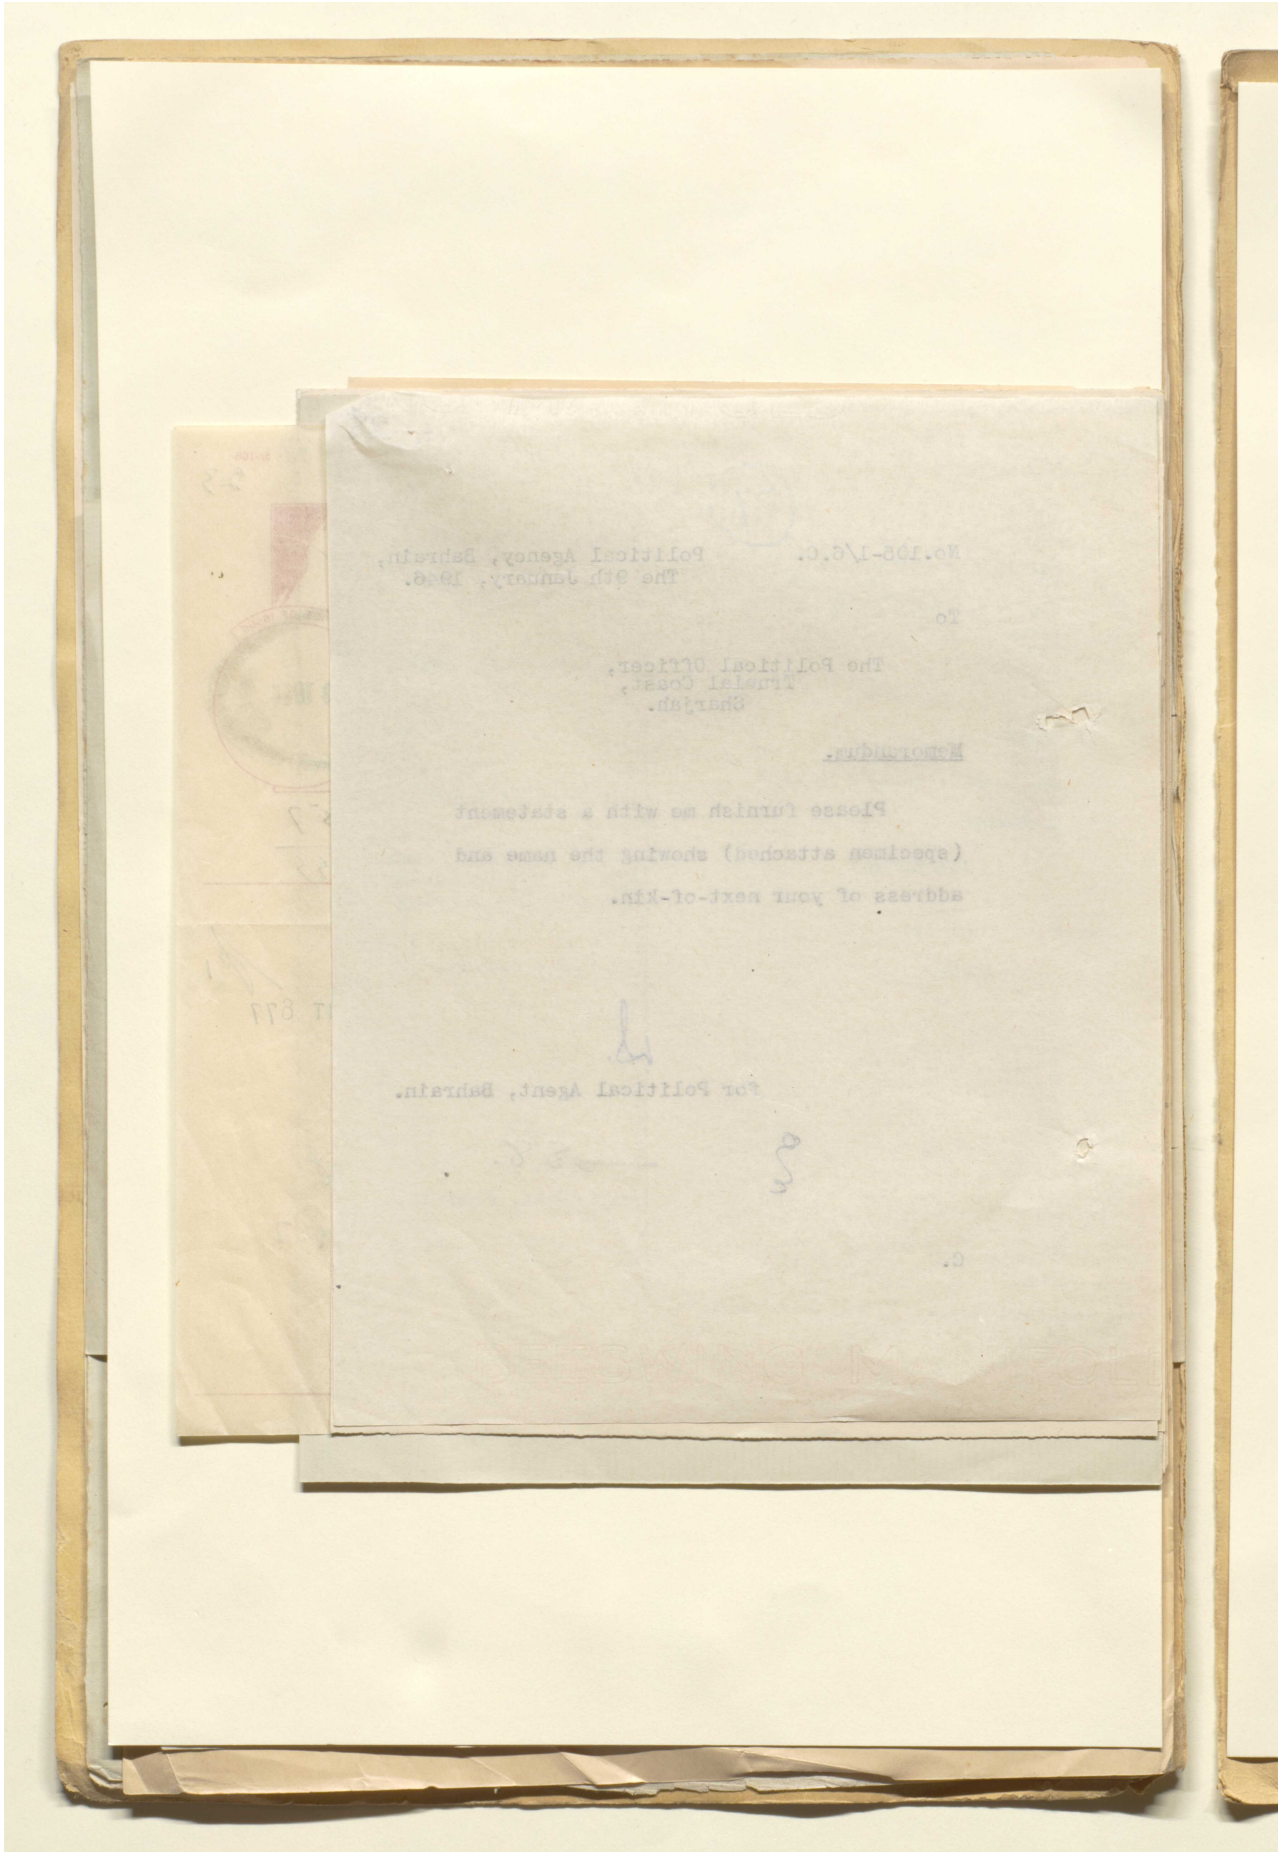 No.105-1/6.C. Political Agency, Bahrain,
The 9th January, 1946.
To
The Political Officer,
Trucial Coast,
Sharjah.
Memorandum.
Please furnish me with a statement
(specimen attached) showing the name and
address of your next-of-kin.
for Political Agent, Bahrain.
C.